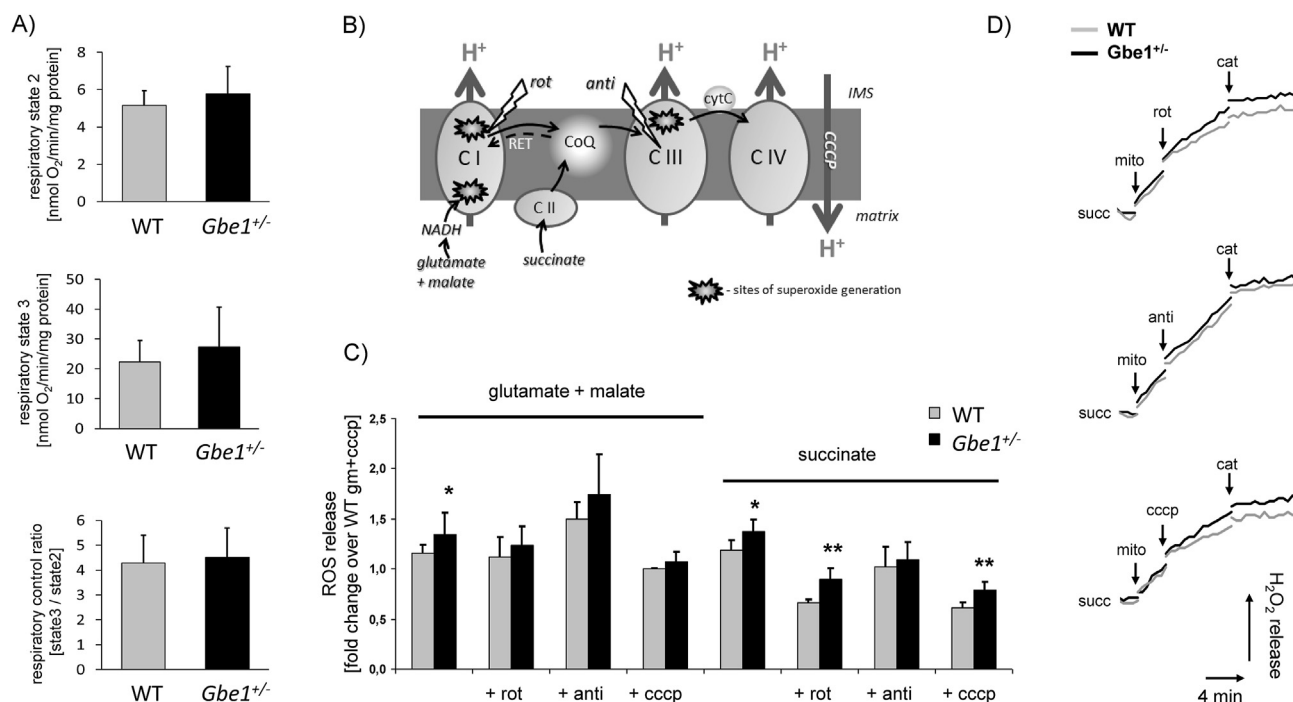 A)
respiratory state 2
[nmol O2/min/mg protein]
8
6
4
2
0
WT
Gbe1+/-
respiratory state 3
[nmol O2/min/mg protein]
50
40
30
20
10
0
WT
Gbe1+/-
respiratory control ratio
[state3 / state2]
6
5
4
3
2
1
0
WT
Gbe1+/-
B)
H+
H+
H+
rot
anti
cytC
IMS
C I
RET
CoQ
C III
C IV
CCCP
C II
matrix
NADH
H+
glutamate
+ malate
succinate
- sites of superoxide generation
C)
glutamate + malate
WT
Gbe1+/-
succinate
ROS release
[fold change over WT gm+cccp]
2,5
2,0
1,5
1,0
0,5
0,0
*
*
**
**
+ rot
+ anti
+ cccp
+ rot
+ anti
+ cccp
D)
WT
Gbe1+/-
cat
rot
mito
succ
cat
anti
mito
succ
cat
cccp
mito
succ
H2O2 release
4 min